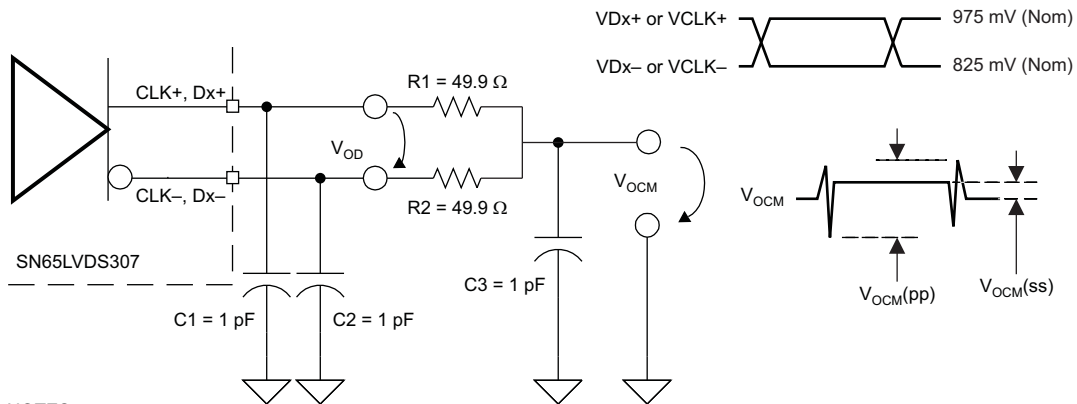 VDx+ or VCLK+
975 mV (Nom)
VDx– or VCLK–
825 mV (Nom)
CLK+, Dx+
R1 = 49.9 Ω
VOD
CLK–, Dx–
R2 = 49.9 Ω
VOCM
VOCM
SN65LVDS307
C1 = 1 pF
C2 = 1 pF
C3 = 1 pF
VOCM(pp)
VOCM(ss)